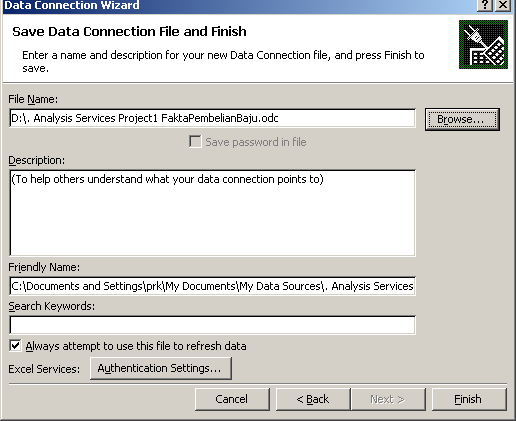 Data Connection Wizard
Save Data Connection File and Finish
Enter a name and description for your new Data Connection file, and press Finish to
save.
File Name:
D:\. Analysis Services Project1 FaktaPembelianBaju.odc
Browse...
Save password in file
Description:
(To help others understand what your data connection points to)
Friendly Name:
C:\Documents and Settings\prk\My Documents\My Data Sources\. Analysis Services
Search Keywords:
Always attempt to use this file to refresh data
Excel Services: Authentication Settings...
Cancel < Back Next > Finish